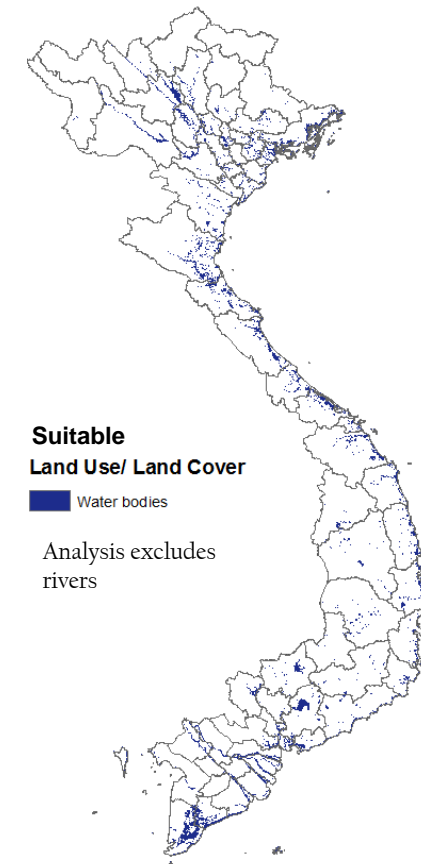 Suitable
Land Use/ Land Cover
Water bodies
Analysis excludes
rivers